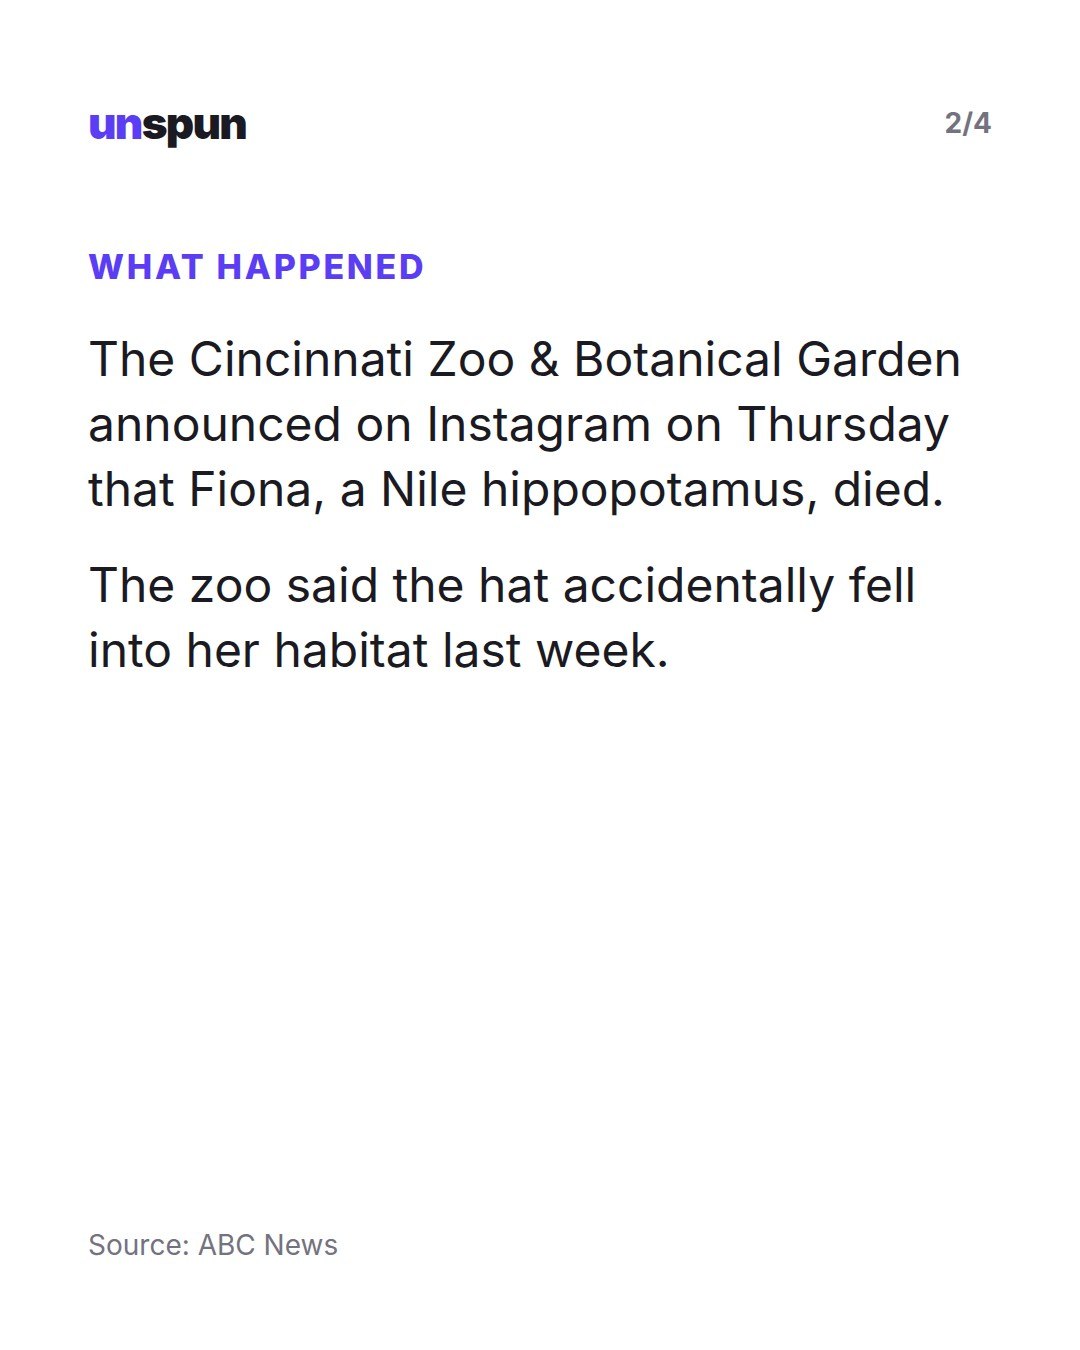 unspun
2/4
WHAT HAPPENED
The Cincinnati Zoo & Botanical Garden
announced on Instagram on Thursday
that Fiona, a Nile hippopotamus, died.
The zoo said the hat accidentally fell
into her habitat last week.
Source: ABC News